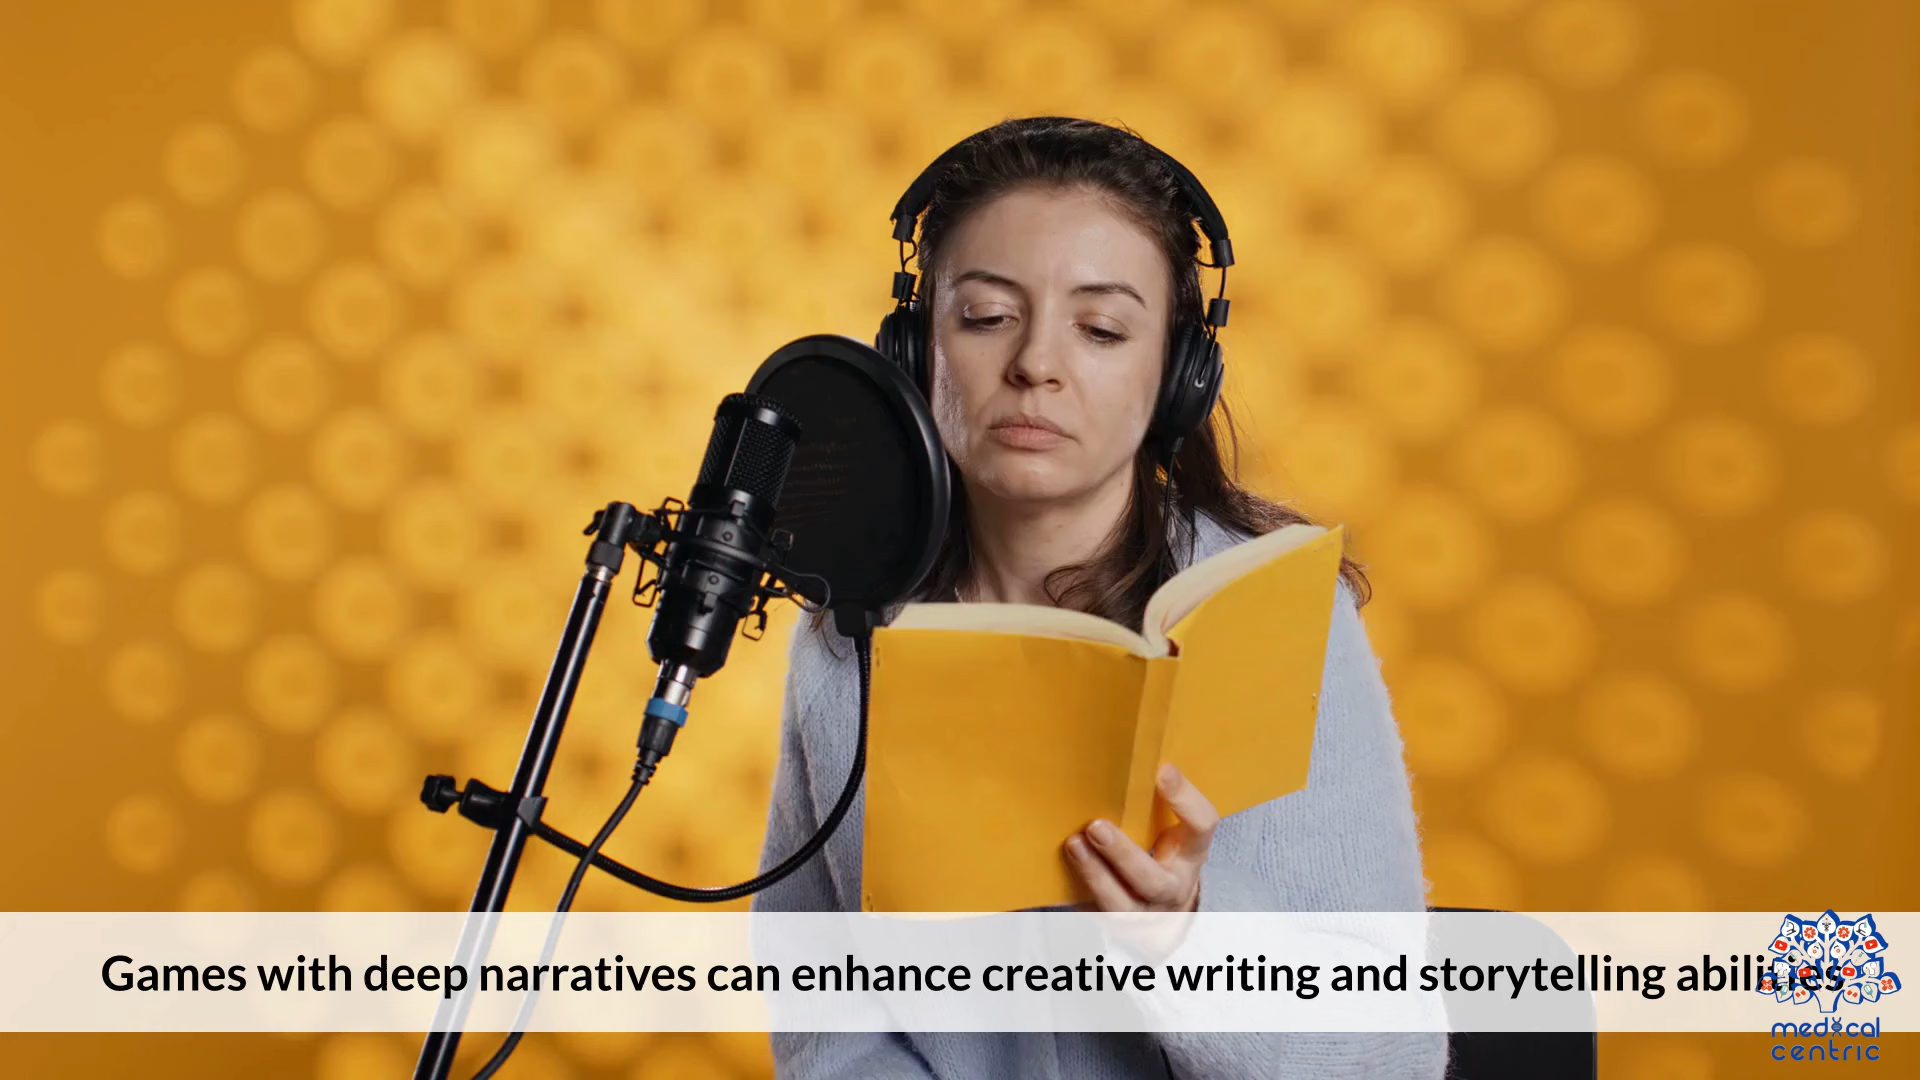 Games with deep narratives can enhance creative writing and storytelling abilities
medical
centric